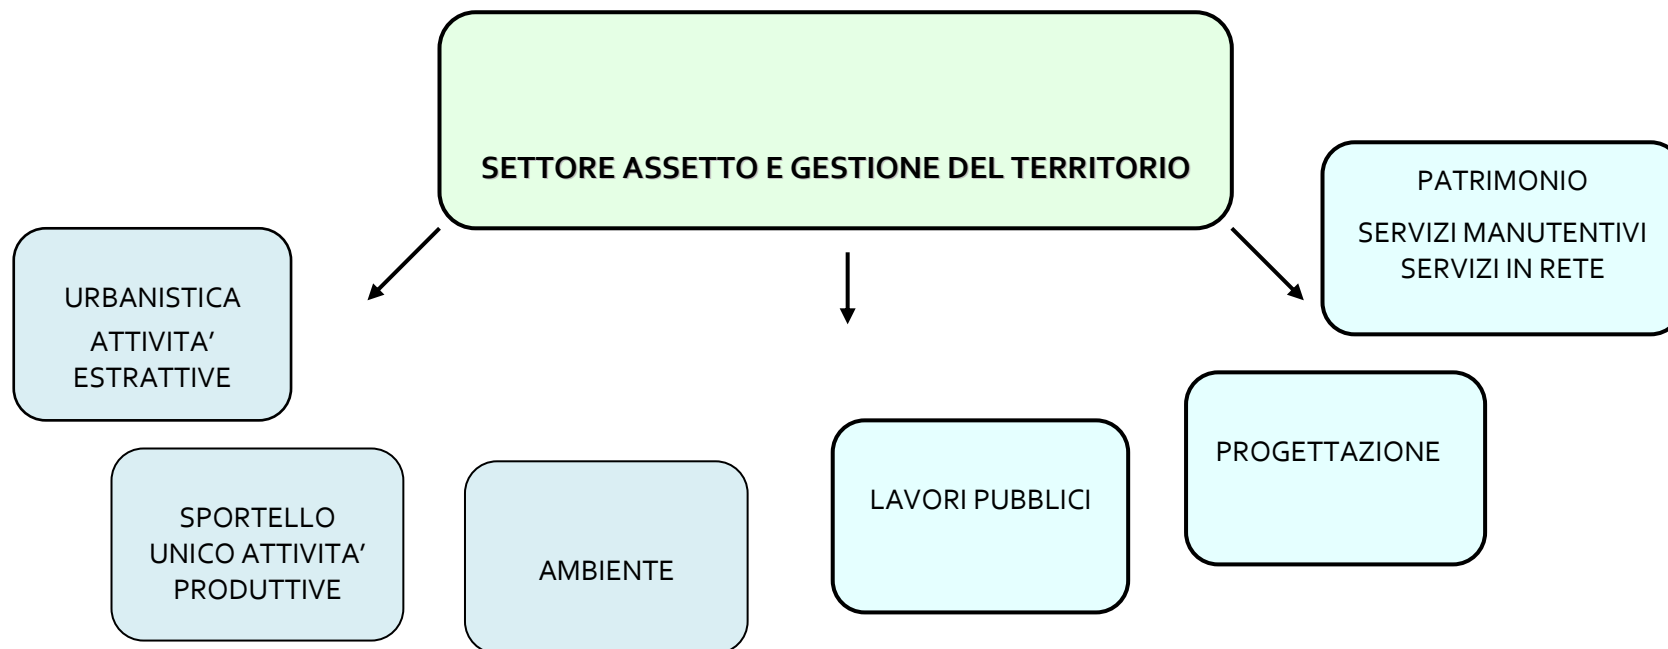 SETTORE ASSETTO E GESTIONE DEL TERRITORIO
PATRIMONIO
SERVIZI MANUTENTIVI
SERVIZI IN RETE
URBANISTICA
ATTIVITA’
ESTRATTIVE
PROGETTAZIONE
LAVORI PUBBLICI
SPORTELLO
UNICO ATTIVITA’
PRODUTTIVE
AMBIENTE